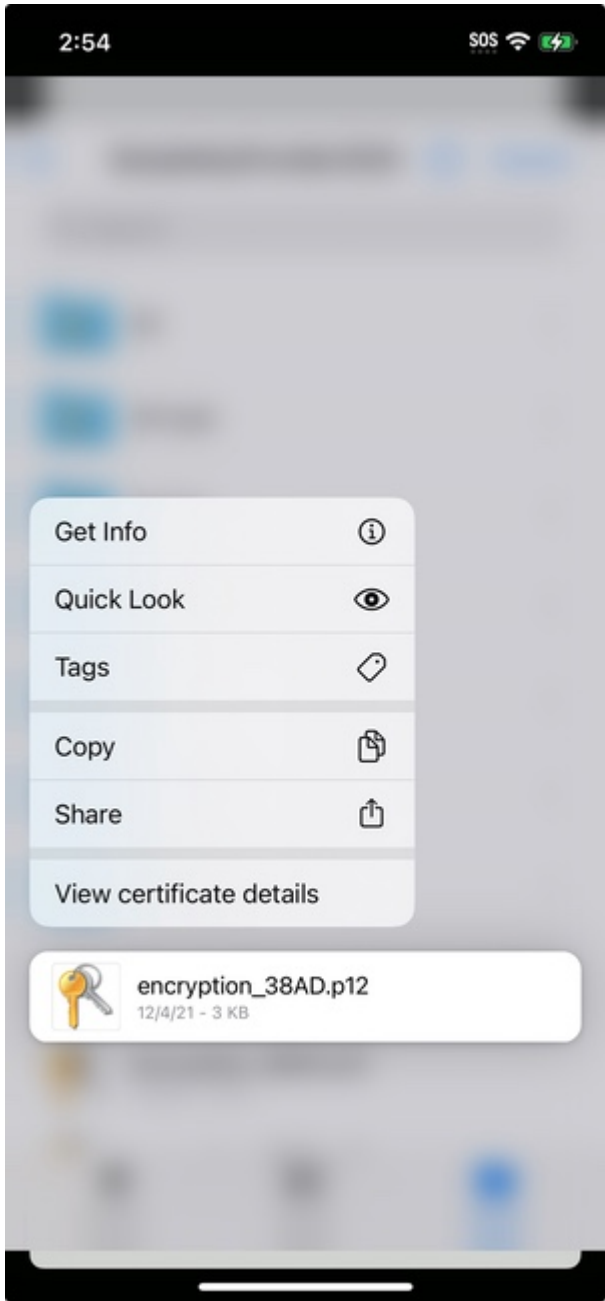 2:54
SOS
Get Info
Quick Look
Tags
Copy
Share
View certificate details
encryption_38AD.p12
12/4/21 - 3 KB